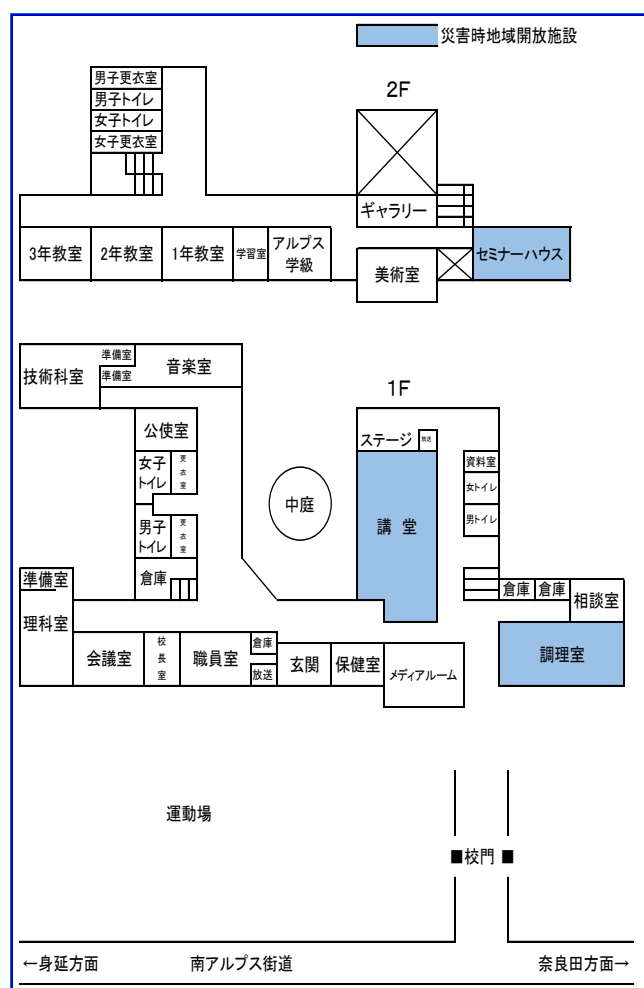 災害時地域開放施設
男子更衣室
男子トイレ
女子トイレ
女子更衣室
2F
ギャラリー
3年教室
2年教室
1年教室
学習室
アルプス
学級
美術室
セミナーハウス
技術科室
準備室
準備室
音楽室
1F
公使室
ステージ
放送
女子
トイレ
更衣室
資料室
女トイレ
中庭
講堂
男子
トイレ
更衣室
男トイレ
準備室
倉庫
倉庫
倉庫
相談室
理科室
会議室
校長室
職員室
倉庫
放送
玄関
保健室
メディアルーム
調理室
運動場
■校門 ■
←身延方面
南アルプス街道
奈良田方面→